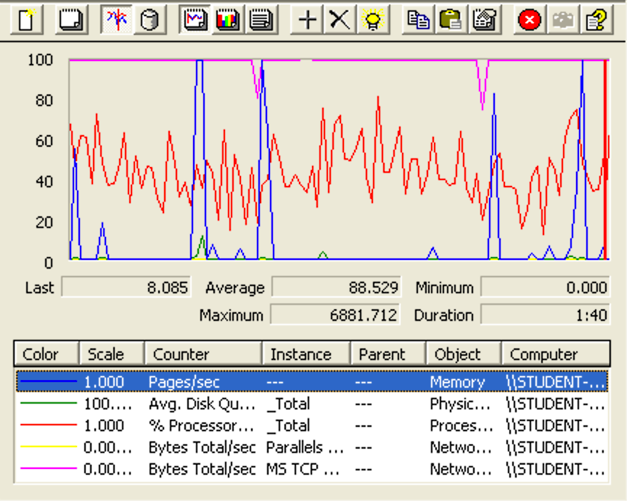 100
80
60
40
20
0
Last 8.085 Average 88.529 Minimum 0.000
Maximum 6881.712 Duration 1:40
Color Scale Counter Instance Parent Object Computer
1.000 Pages/sec --- --- Memory \\STUDENT-...
100.... Avg. Disk Qu... _Total --- Physic... \\STUDENT-...
1.000 % Processor... _Total --- Proces... \\STUDENT-...
0.00... Bytes Total/sec Parallels ... --- Netwo... \\STUDENT-...
0.00... Bytes Total/sec MS TCP ... --- Netwo... \\STUDENT-...